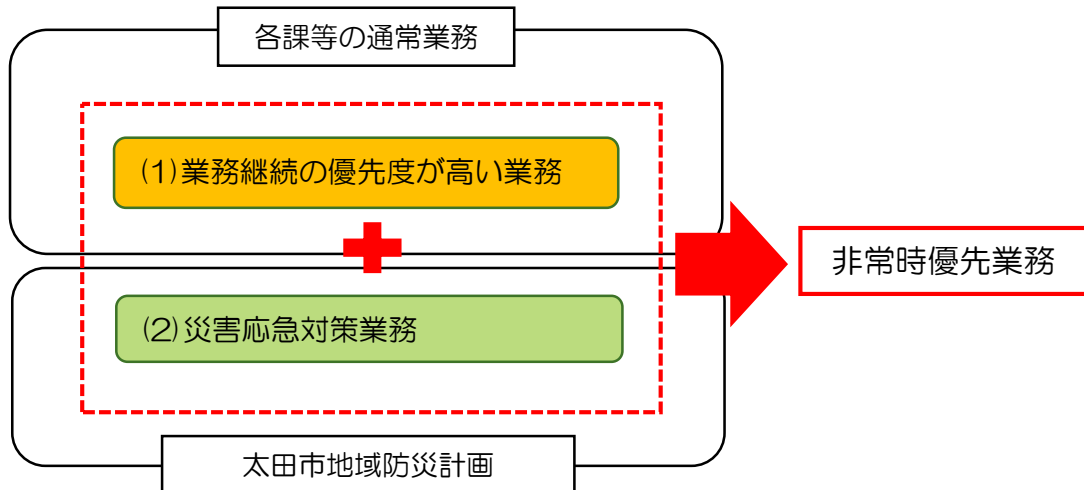 各課等の通常業務
(1)業務継続の優先度が高い業務
(2)災害応急対策業務
非常時優先業務
太田市地域防災計画